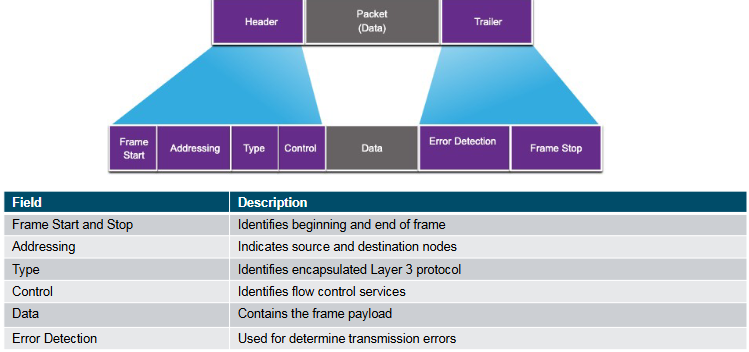 Header
Packet
(Data)
Trailer
Frame
Start
Addressing
Type
Control
Data
Error Detection
Frame Stop
Field Description
Frame Start and Stop Identifies beginning and end of frame
Addressing Indicates source and destination nodes
Type Identifies encapsulated Layer 3 protocol
Control Identifies flow control services
Data Contains the frame payload
Error Detection Used for determine transmission errors